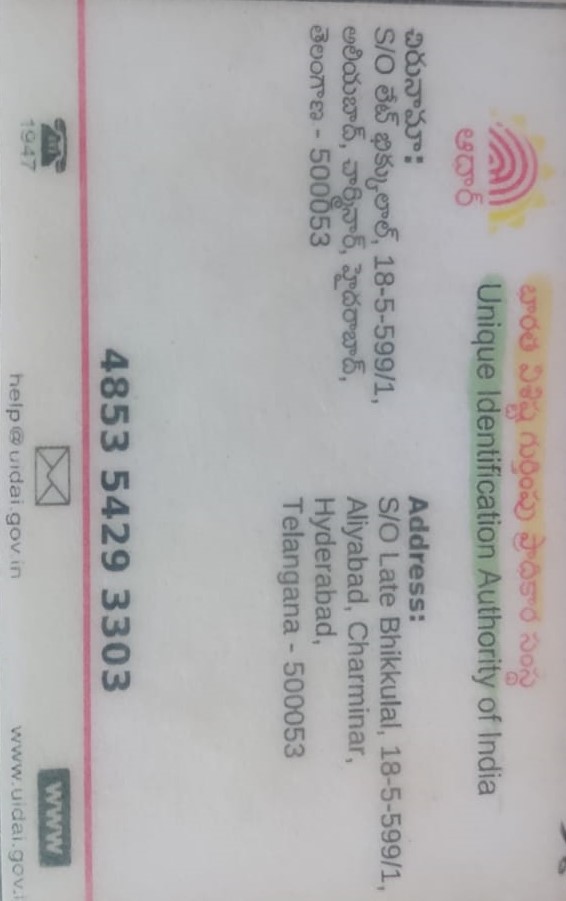 భారత విశిష్ట గుర్తింపు ప్రాధికార సంస్థ
Unique Identification Authority of India
ఆధార్
చిరునామా:
S/O లేట్ భిక్కులాల్, 18-5-599/1,
అలియబాద్, చార్మినార్, హైదరాబాద్,
తెలంగాణ - 500053
Address:
S/O Late Bhikkulal, 18-5-599/1,
Aliyabad, Charminar,
Hyderabad,
Telangana - 500053
4853 5429 3303
1947
help@uidai.gov.in
www
www.uidai.gov.i